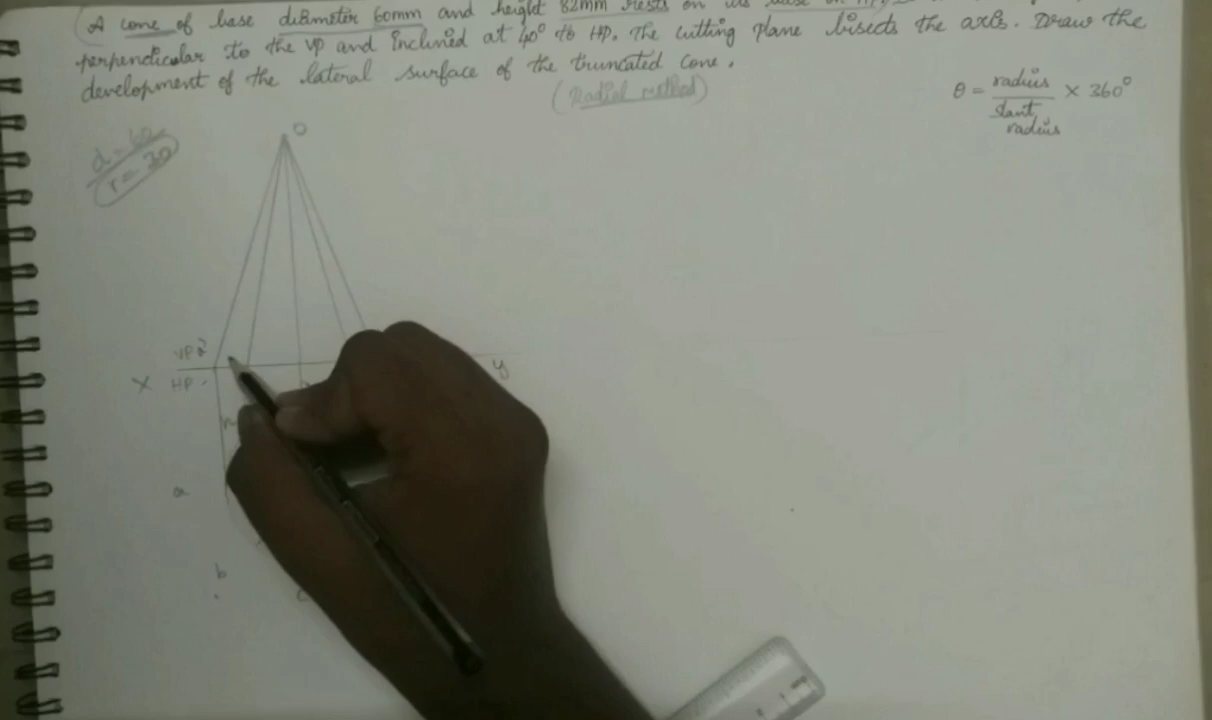 A cone of base diameter 60mm and height 82mm rests on its base on
perpendicular to the VP and inclined at 40° to HP. The cutting plane bisects the axis. Draw the
development of the lateral surface of the truncated cone.
(Radial method)
θ = radius / slant radius × 360°
d = 60
r = 30
O
VP
X HP
y
a
b